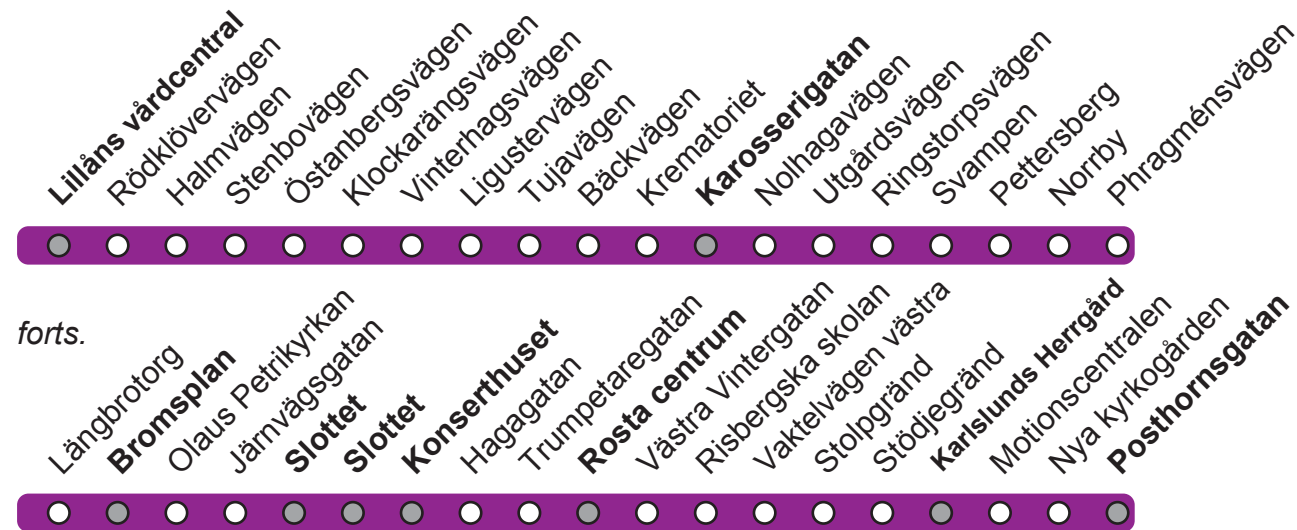 Lillåns vårdcentral
Rödklövervägen
Halmvägen
Stenbovägen
Östanbergsvägen
Klockarängsvägen
Vinterhagsvägen
Ligustervägen
Tujavägen
Bäckvägen
Krematoriet
Karosserigatan
Nolhagavägen
Utgårdsvägen
Ringstorpsvägen
Svampen
Pettersberg
Norrby
Phragménsvägen
forts.
Längbrotorg
Bromsplan
Olaus Petrikyrkan
Järnvägsgatan
Slottet
Slottet
Konserthuset
Hagagatan
Trumpetaregatan
Rosta centrum
Västra Vintergatan
Risbergska skolan
Vaktelvägen västra
Stolpgränd
Stödjegränd
Karlslunds Herrgård
Motionscentralen
Nya kyrkogården
Posthornsgatan